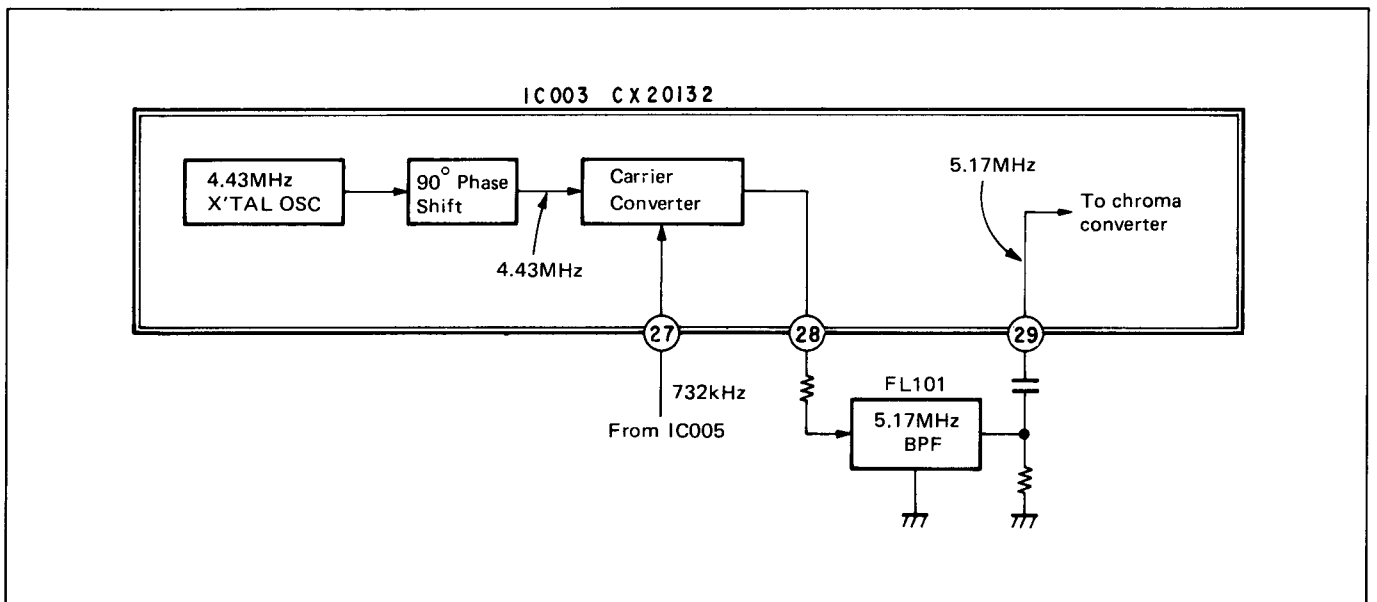 IC003 CX20132
4.43MHz
X'TAL OSC
90° Phase
Shift
Carrier
Converter
4.43MHz
5.17MHz
To chroma
converter
27
28
29
732kHz
From IC005
FL101
5.17MHz
BPF